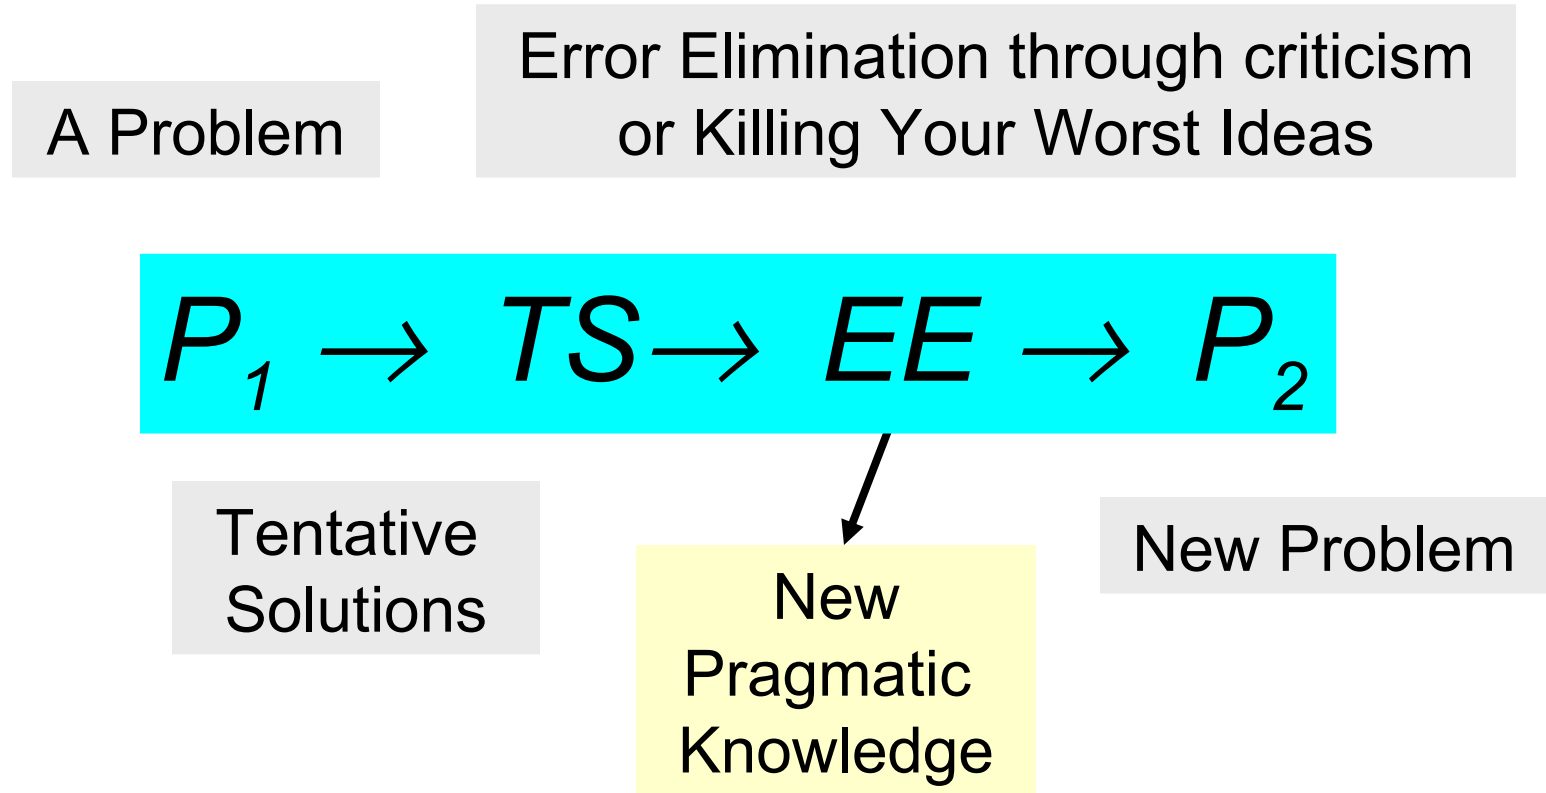 Error Elimination through criticism
or Killing Your Worst Ideas
A Problem
P₁ → TS → EE → P₂
Tentative
Solutions
New Problem
New
Pragmatic
Knowledge